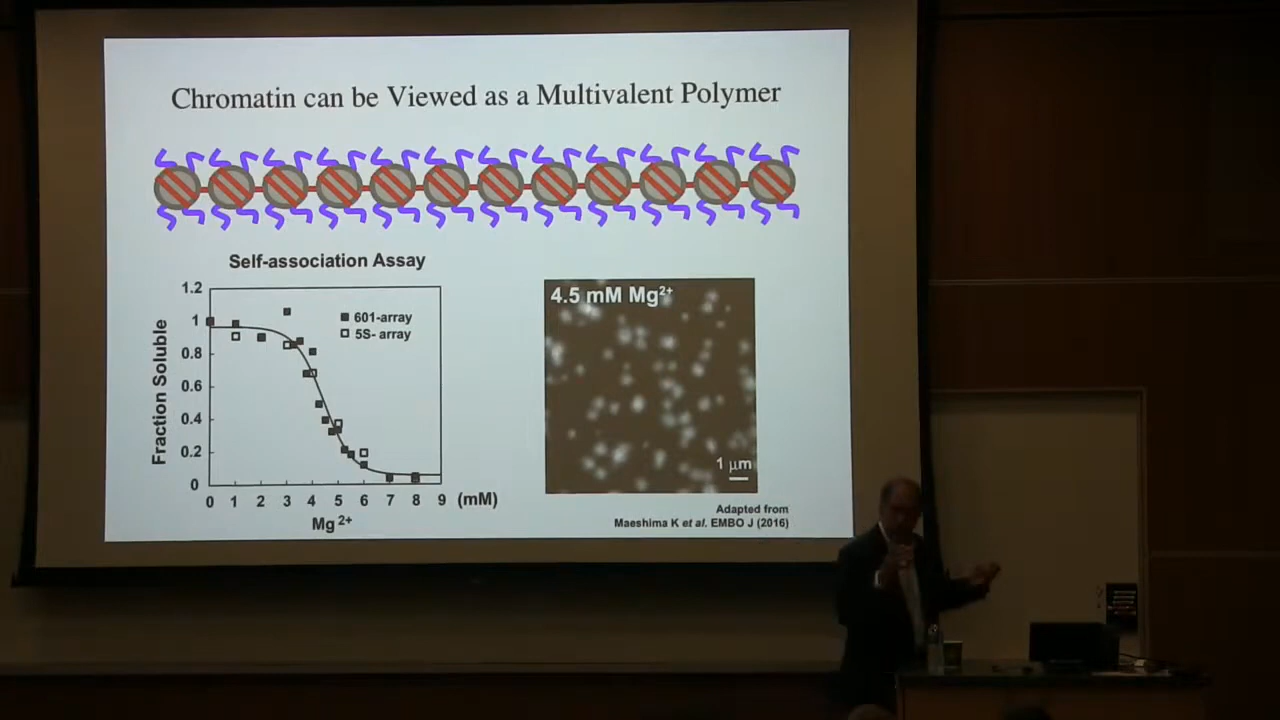 Chromatin can be Viewed as a Multivalent Polymer
Self-association Assay
Fraction Soluble
1.2
1
0.8
0.6
0.4
0.2
0
601-array
5S- array
0 1 2 3 4 5 6 7 8 9 (mM)
Mg2+
4.5 mM Mg2+
1 μm
Adapted from
Maeshima K et al. EMBO J (2016)